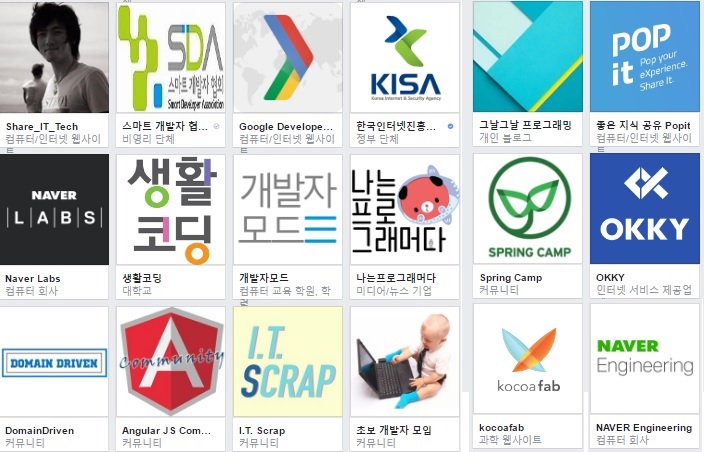 SDA
스마트 개발자 협회
Smart Developer Association
KISA
Korea Internet & Security Agency
POP
it
Pop your
eXperience.
Share It.
Share_IT_Tech
스마트 개발자 협...
Google Develope...
한국인터넷진흥...
그날그날 프로그래밍
좋은 지식 공유 Popit
컴퓨터/인터넷 웹사이
비영리 단체
컴퓨터/인터넷 웹사이
정부 단체
개인 블로그
컴퓨터/인터넷 웹사이트
NAVER
LABS
생활
코딩
개발자
모드
나는
프로
그래머다
SPRING CAMP
OKKY
Naver Labs
생활코딩
개발자모드
나는프로그래머다
Spring Camp
OKKY
컴퓨터 회사
대학교
컴퓨터 교육 학원, 학
미디어/뉴스 기업
커뮤니티
인터넷 서비스 제공업
DOMAIN DRIVEN
A
Community
I.T.
SCRAP
kocoafab
NAVER
Engineering
DomainDriven
Angular JS Com...
I.T. Scrap
초보 개발자 모임
kocoafab
NAVER Engineering
커뮤니티
커뮤니티
커뮤니티
커뮤니티
과학 웹사이트
컴퓨터 회사